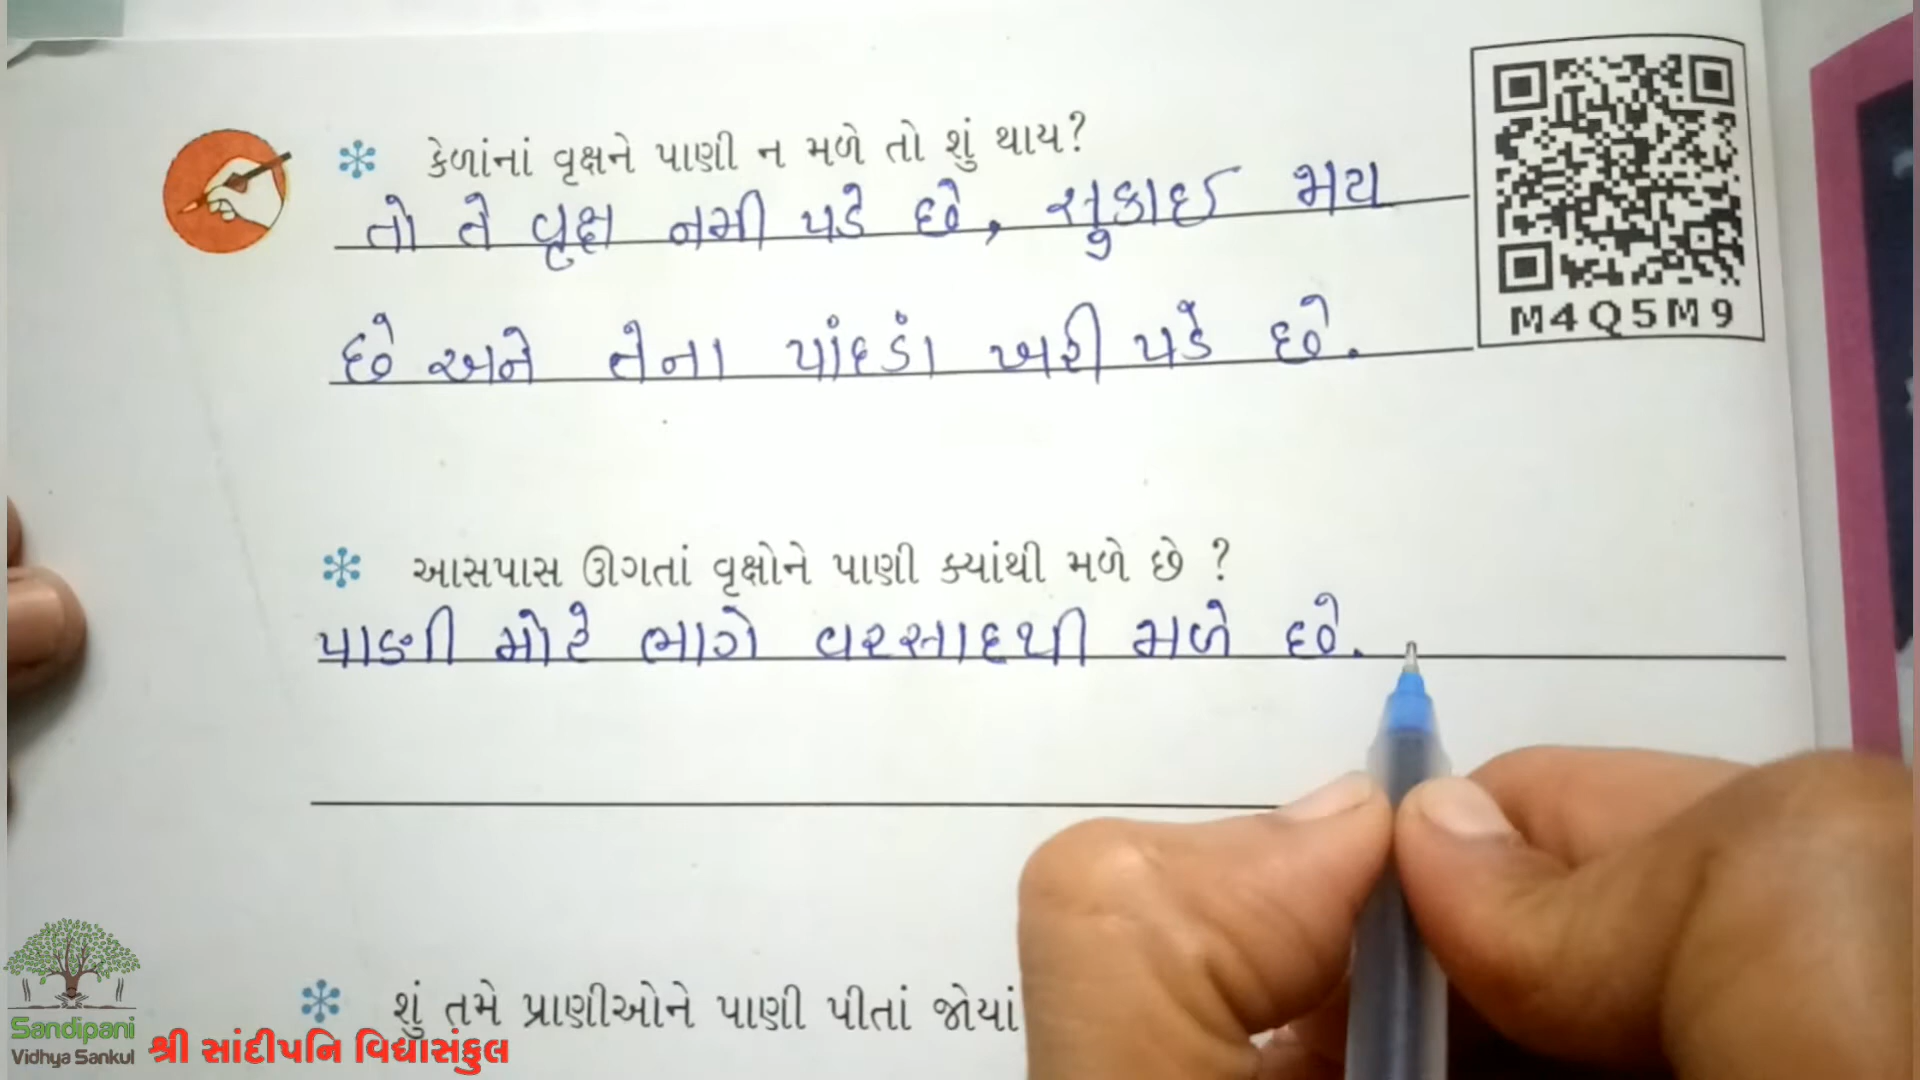 કેળાંનાં વૃક્ષને પાણી ન મળે તો શું થાય?
તો તે વૃક્ષ નમી પડે છે, સુકાઈ જાય
છે અને તેના પાંદડાં ખરી પડે છે.
M4Q5M9
આસપાસ ઊગતાં વૃક્ષોને પાણી ક્યાંથી મળે છે ?
પાણી મોટે ભાગે વરસાદથી મળે છે.
શું તમે પ્રાણીઓને પાણી પીતાં જોયાં
Sandipani
Vidhya Sankul
શ્રી સાંદીપનિ વિદ્યાસંકુલ